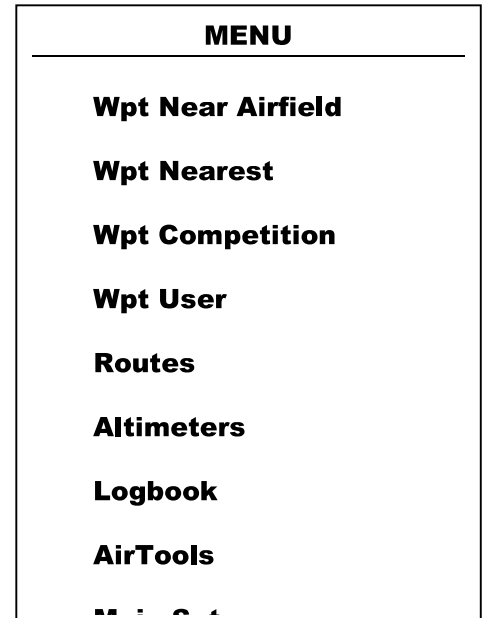 MENU
Wpt Near Airfield
Wpt Nearest
Wpt Competition
Wpt User
Routes
Altimeters
Logbook
AirTools